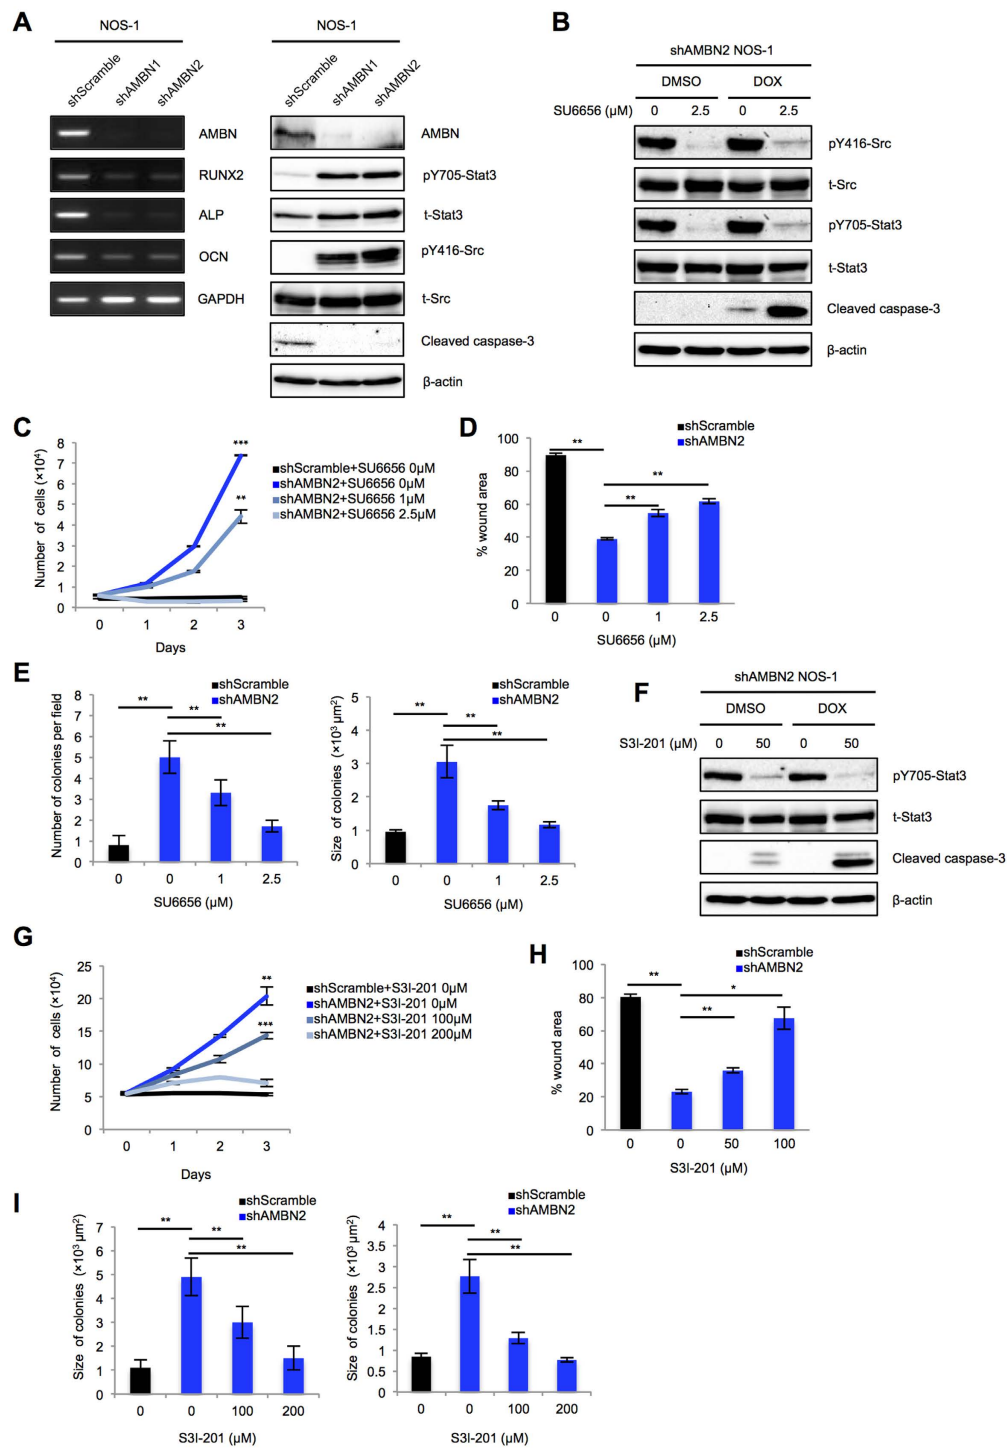 A
NOS-1
shScramble
shAMBN1
shAMBN2
AMBN
RUNX2
ALP
OCN
GAPDH
NOS-1
shScramble
shAMBN1
shAMBN2
AMBN
pY705-Stat3
t-Stat3
pY416-Src
t-Src
Cleaved caspase-3
β-actin
B
shAMBN2 NOS-1
DMSO DOX
SU6656 (µM) 0 2.5 0 2.5
pY416-Src
t-Src
pY705-Stat3
t-Stat3
Cleaved caspase-3
β-actin
C
Number of cells (×10⁴)
8
7
6
5
4
3
2
1
0
***
**
0 1 2 3
Days
shScramble+SU6656 0µM
shAMBN2+SU6656 0µM
shAMBN2+SU6656 1µM
shAMBN2+SU6656 2.5µM
D
shScramble
shAMBN2
% wound area
100
80
60
40
20
0
**
**
**
0 0 1 2.5
SU6656 (µM)
E
shScramble
shAMBN2
Number of colonies per field
8
7
6
5
4
3
2
1
0
**
**
**
0 0 1 2.5
SU6656 (µM)
shScramble
shAMBN2
Size of colonies (×10³ µm²)
5
4
3
2
1
0
**
**
**
0 0 1 2.5
SU6656 (µM)
F
shAMBN2 NOS-1
DMSO DOX
S3I-201 (µM) 0 50 0 50
pY705-Stat3
t-Stat3
Cleaved caspase-3
β-actin
G
Number of cells (×10⁴)
25
20
15
10
5
0
**
***
0 1 2 3
Days
shScramble+S3I-201 0µM
shAMBN2+S3I-201 0µM
shAMBN2+S3I-201 100µM
shAMBN2+S3I-201 200µM
H
shScramble
shAMBN2
% wound area
100
80
60
40
20
0
**
*
**
0 0 50 100
S3I-201 (µM)
I
shScramble
shAMBN2
Size of colonies (×10³ µm²)
7
6
5
4
3
2
1
0
**
**
**
0 0 100 200
S3I-201 (µM)
shScramble
shAMBN2
Size of colonies (×10³ µm²)
4
3.5
3
2.5
2
1.5
1
0.5
0
**
**
**
0 0 100 200
S3I-201 (µM)